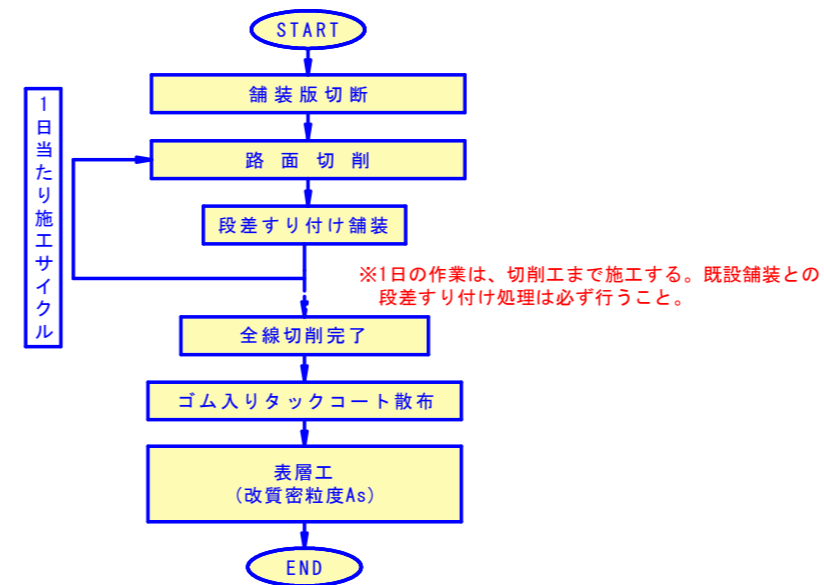 START
舗装版切断
1日当たり施工サイクル
路面切削
段差すり付け舗装
※1日の作業は、切削工まで施工する。既設舗装との
段差すり付け処理は必ず行うこと。
全線切削完了
ゴム入りタックコート散布
表層工
(改質密粒度As)
END